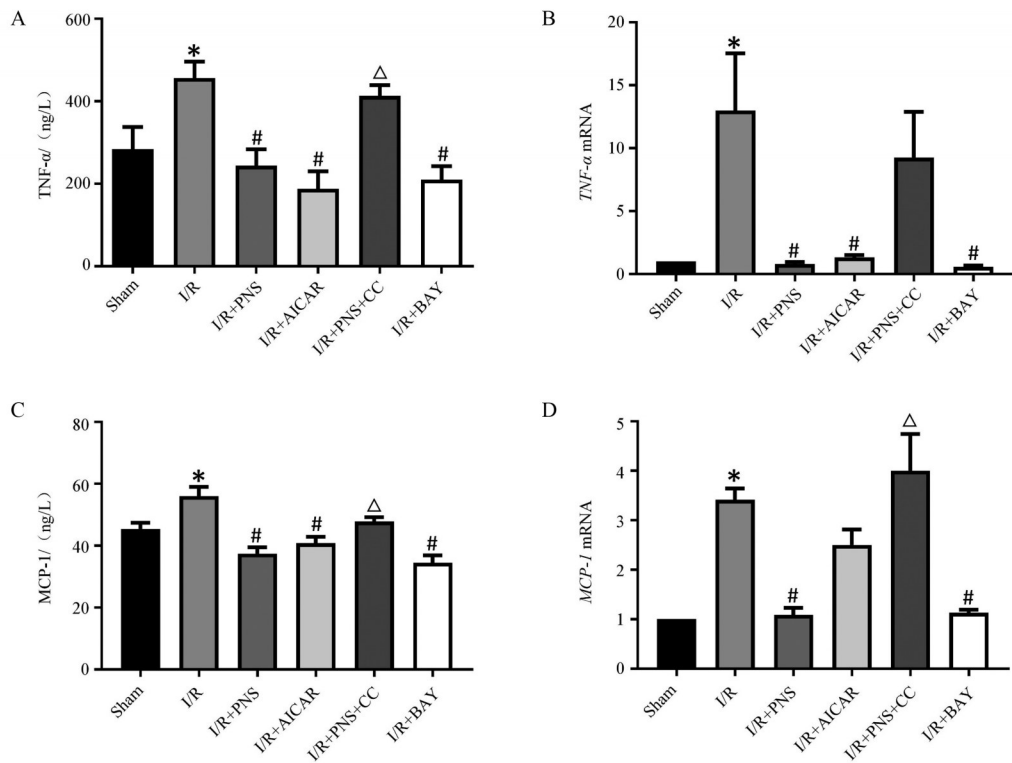 A
TNF-α/（ng/L）
600
400
200
0
*
#
#
△
#
Sham
I/R
I/R+PNS
I/R+AICAR
I/R+PNS+CC
I/R+BAY
B
TNF-α mRNA
20
15
10
5
0
*
#
#
#
Sham
I/R
I/R+PNS
I/R+AICAR
I/R+PNS+CC
I/R+BAY
C
MCP-1/（ng/L）
80
60
40
20
0
*
#
#
△
#
Sham
I/R
I/R+PNS
I/R+AICAR
I/R+PNS+CC
I/R+BAY
D
MCP-1 mRNA
5
4
3
2
1
0
*
#
△
#
Sham
I/R
I/R+PNS
I/R+AICAR
I/R+PNS+CC
I/R+BAY